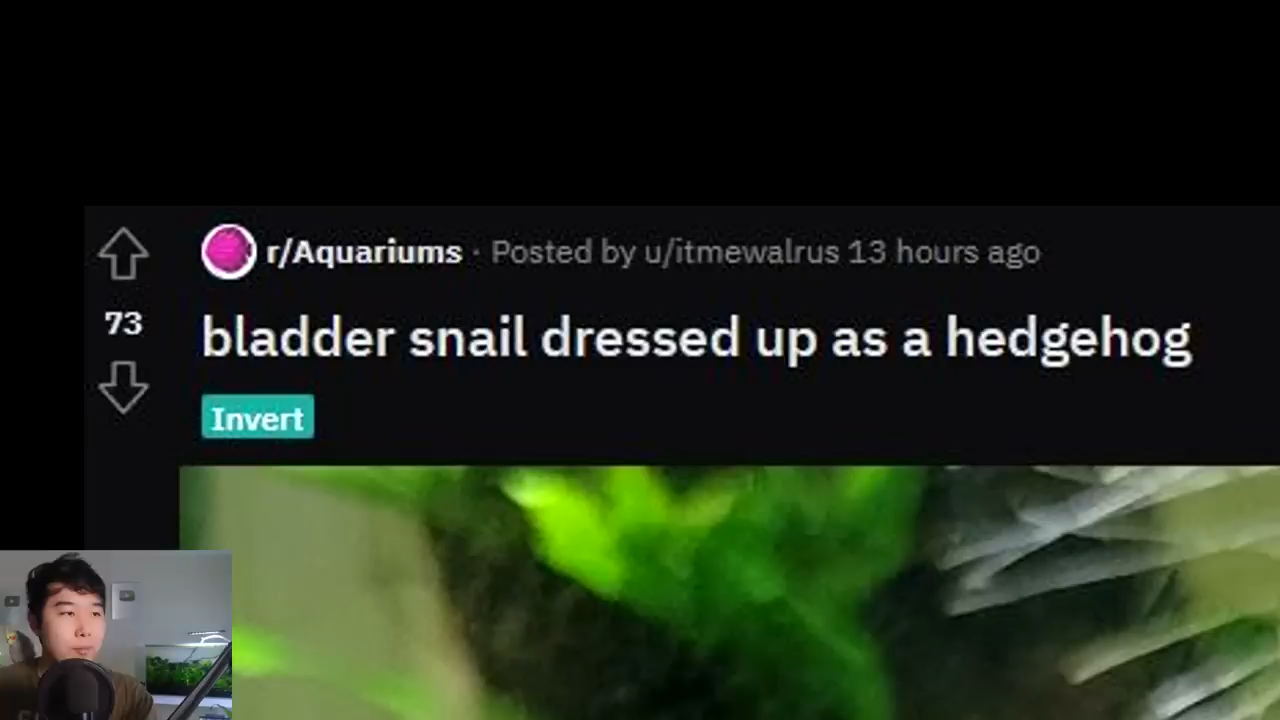 r/Aquariums · Posted by u/itmewalrus 13 hours ago
73
bladder snail dressed up as a hedgehog
Invert